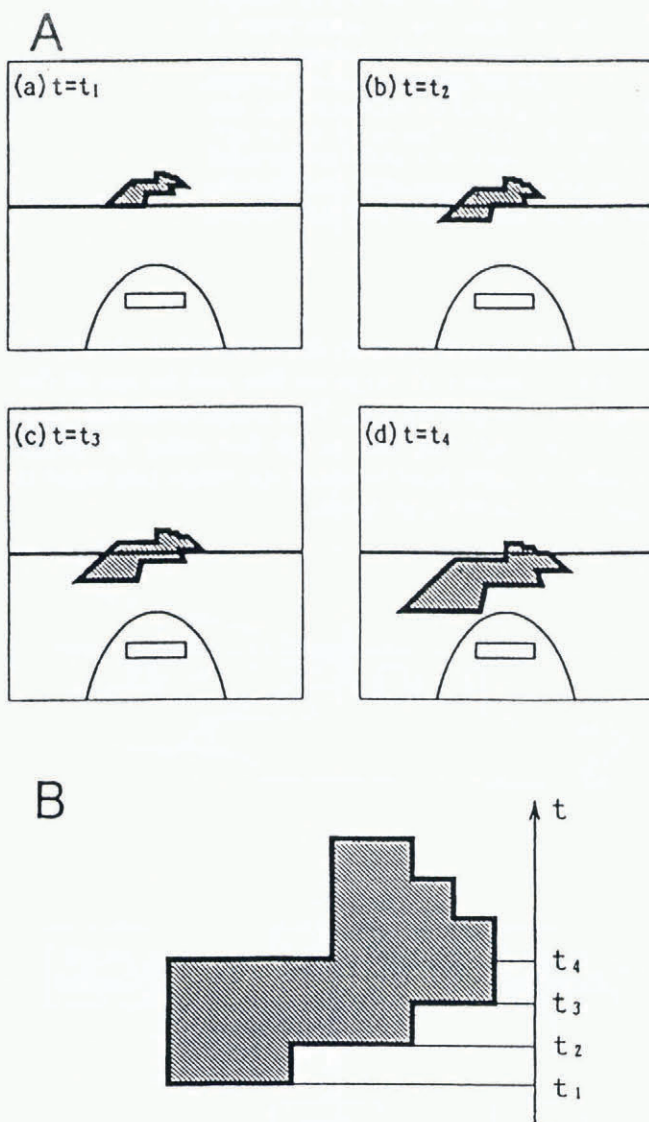 A
(a) t=t₁
(b) t=t₂
(c) t=t₃
(d) t=t₄
B
t
t₄
t₃
t₂
t₁